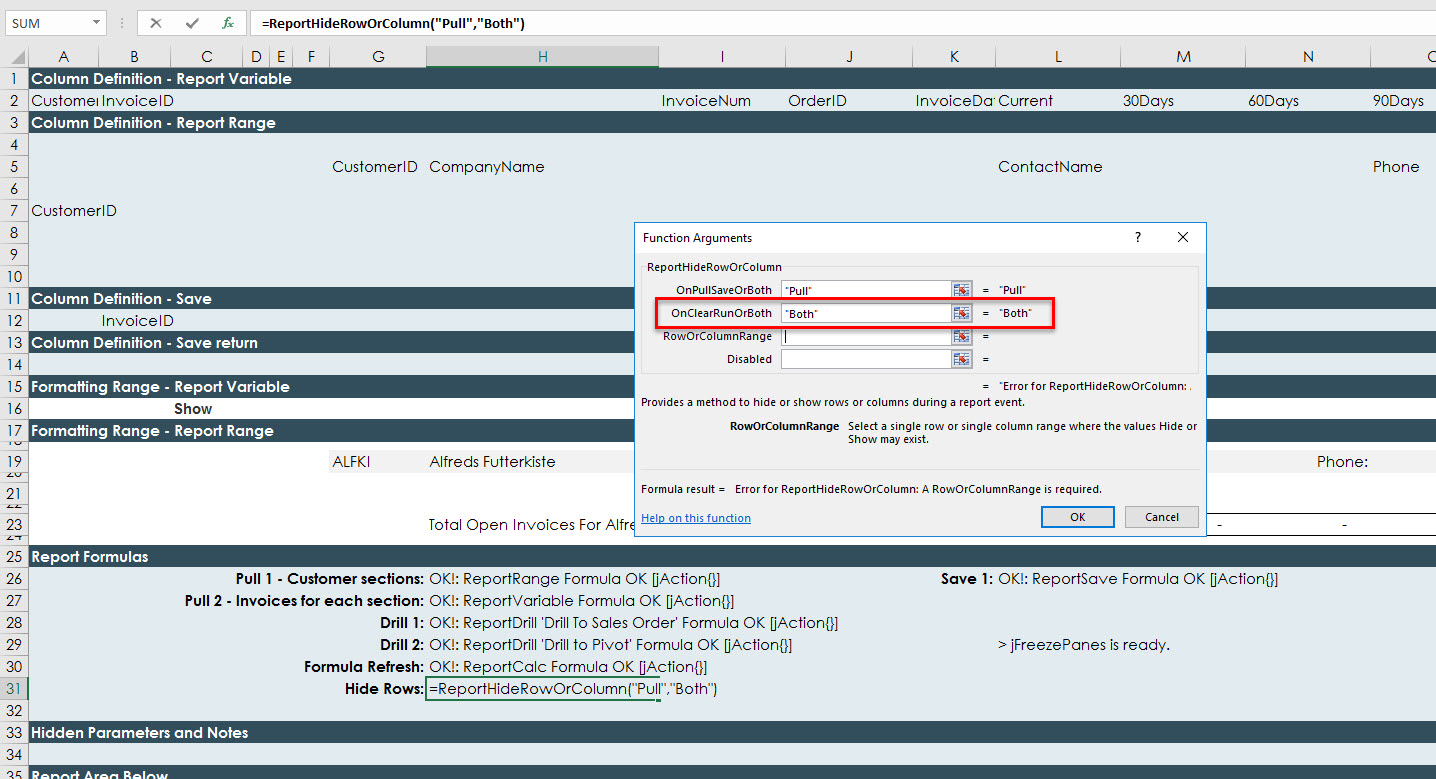 SUM =ReportHideRowOrColumn("Pull","Both")
A B C D E F G H I J K L M N
1 Column Definition - Report Variable
2 Custome InvoiceID InvoiceNum OrderID InvoiceDa Current 30Days 60Days 90Days
3 Column Definition - Report Range
4
5 CustomerID CompanyName ContactName Phone
6
7 CustomerID
8
9
10
11 Column Definition - Save
12 InvoiceID
13 Column Definition - Save return
14
15 Formatting Range - Report Variable
16 Show
17 Formatting Range - Report Range
19 ALFKI Alfreds Futterkiste Phone:
21
23 Total Open Invoices For Alfre - -
25 Report Formulas
26 Pull 1 - Customer sections: OK!: ReportRange Formula OK [jAction{}] Save 1: OK!: ReportSave Formula OK [jAction{}]
27 Pull 2 - Invoices for each section: OK!: ReportVariable Formula OK [jAction{}]
28 Drill 1: OK!: ReportDrill 'Drill To Sales Order' Formula OK [jAction{}]
29 Drill 2: OK!: ReportDrill 'Drill to Pivot' Formula OK [jAction{}] > jFreezePanes is ready.
30 Formula Refresh: OK!: ReportCalc Formula OK [jAction{}]
31 Hide Rows: =ReportHideRowOrColumn("Pull","Both")
32
33 Hidden Parameters and Notes
34
35 Report Area Below
Function Arguments ?
ReportHideRowOrColumn
OnPullSaveOrBoth "Pull" = "Pull"
OnClearRunOrBoth "Both" = "Both"
RowOrColumnRange =
Disabled =
= "Error for ReportHideRowOrColumn: .
Provides a method to hide or show rows or columns during a report event.
RowOrColumnRange Select a single row or single column range where the values Hide or
Show may exist.
Formula result = Error for ReportHideRowOrColumn: A RowOrColumnRange is required.
Help on this function OK Cancel